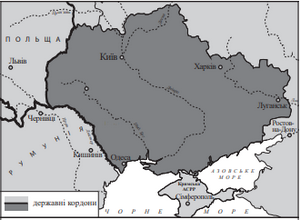 ПОЛЬЩА
Львів
Київ
Харків
Луганськ
Ростов-
на-Дону
Чернівці
РУМУНІЯ
Кишинів
Одеса
АЗОВСЬКЕ
МОРЕ
Кримська
АСРР
Сімферополь
державні кордони
ЧОРНЕ МОРЕ